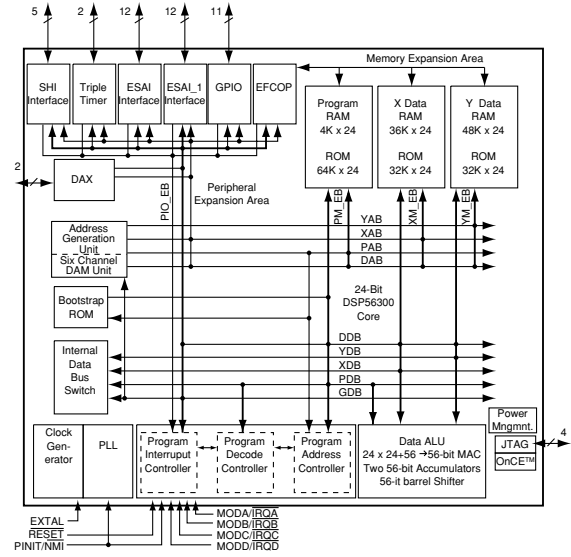 5
2
12
12
11
Memory Expansion Area
SHI
Interface
Triple
Timer
ESAI
Interface
ESAI_1
Interface
GPIO
EFCOP
Program
RAM
4K x 24
ROM
64K x 24
X Data
RAM
36K x 24
ROM
32K x 24
Y Data
RAM
48K x 24
ROM
32K x 24
2
DAX
PIO_EB
Peripheral
Expansion Area
PM_EB
XM_EB
YM_EB
Address
Generation
Unit
Six Channel
DAM Unit
YAB
XAB
PAB
DAB
Bootstrap
ROM
24-Bit
DSP56300
Core
Internal
Data
Bus
Switch
DDB
YDB
XDB
PDB
GDB
Clock
Gen-
erator
PLL
Program
Interruput
Controller
Program
Decode
Controller
Program
Address
Controller
Data ALU
24 x 24+56 →56-bit MAC
Two 56-bit Accumulators
56-it barrel Shifter
Power
Mngmnt.
JTAG
OnCE™
4
EXTAL
RESET
PINIT/NMI
MODA/IRQA
MODB/IRQB
MODC/IRQC
MODD/IRQD